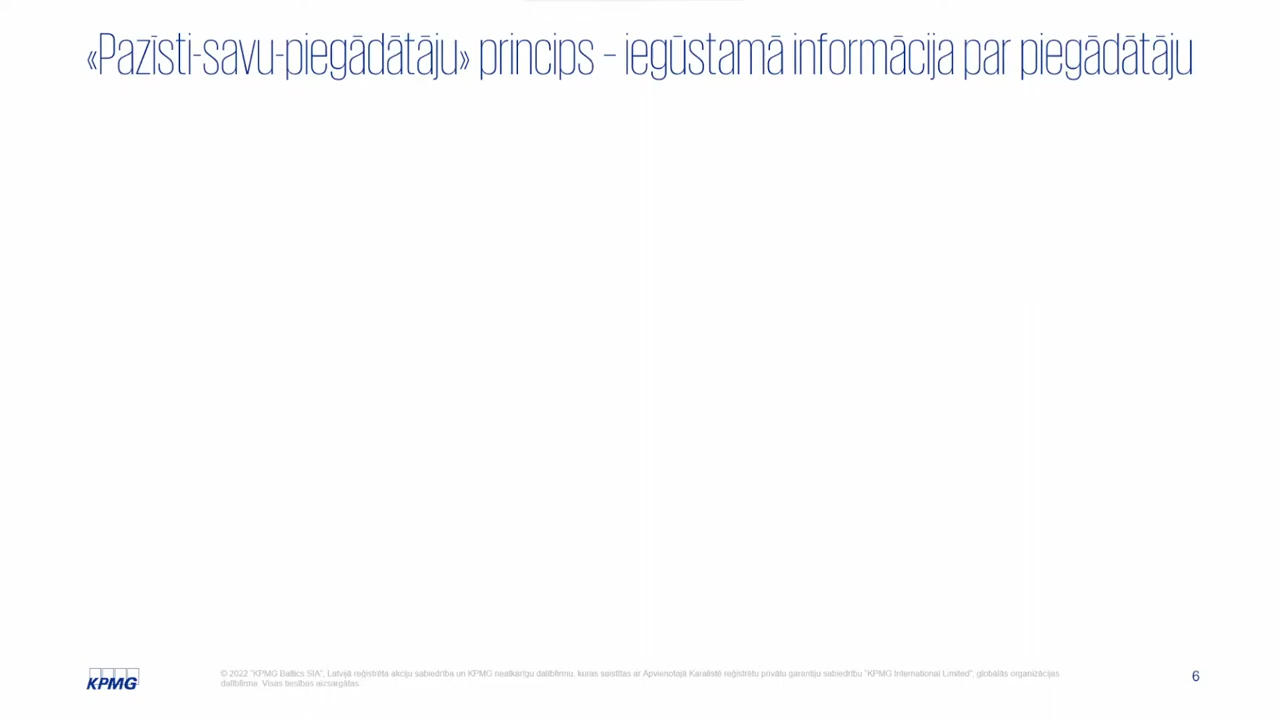 «Pazīsti-savu-piegādātāju» princips – iegūstamā informācija par piegādātāju
KPMG
© 2022 "KPMG Baltics SIA", Latvijā reģistrēta akciju sabiedrība un KPMG neatkarīgu dalībfirmu, kuras saistītas ar Apvienotajā Karalistē reģistrētu privātu garantiju sabiedrību "KPMG International Limited", globālās organizācijas
dalībfirma. Visas tiesības aizsargātas.
6